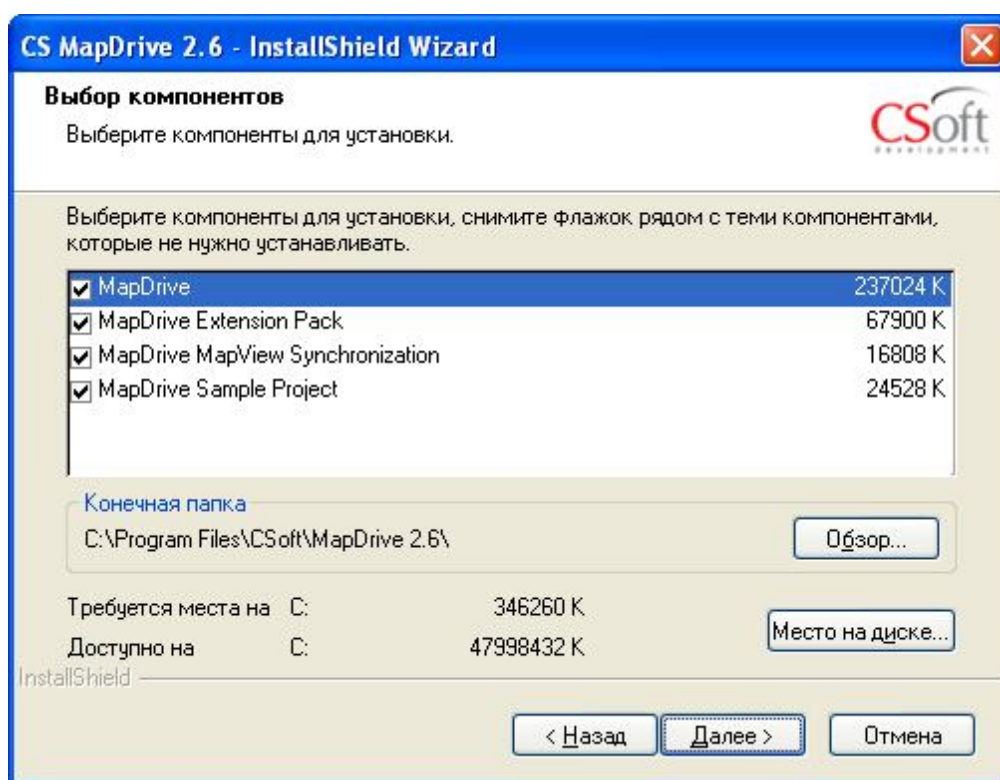 CS MapDrive 2.6 - InstallShield Wizard
Выбор компонентов
Выберите компоненты для установки.
CSoft
development
Выберите компоненты для установки, снимите флажок рядом с теми компонентами,
которые не нужно устанавливать.
MapDrive 237024 K
MapDrive Extension Pack 67900 K
MapDrive MapView Synchronization 16808 K
MapDrive Sample Project 24528 K
Конечная папка
C:\Program Files\CSoft\MapDrive 2.6\
Обзор...
Требуется места на C: 346260 K
Доступно на C: 47998432 K
Место на диске...
InstallShield
< Назад Далее > Отмена